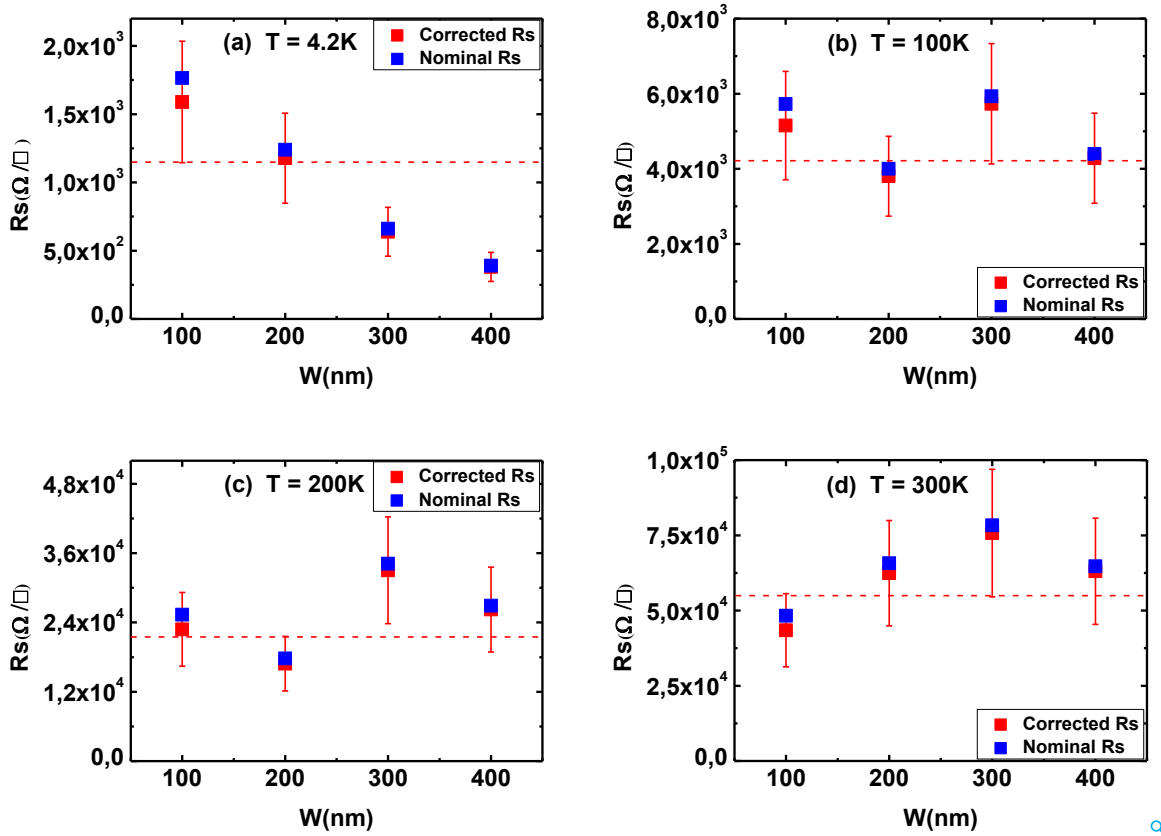 (a) T = 4.2K
Corrected Rs
Nominal Rs
2,0x10³
1,5x10³
1,0x10³
5,0x10²
0,0
Rs(Ω/□)
100 200 300 400
W(nm)
(b) T = 100K
8,0x10³
6,0x10³
4,0x10³
2,0x10³
0,0
Rs(Ω/□)
Corrected Rs
Nominal Rs
100 200 300 400
W(nm)
(c) T = 200K
Corrected Rs
Nominal Rs
4,8x10⁴
3,6x10⁴
2,4x10⁴
1,2x10⁴
0,0
Rs(Ω/□)
100 200 300 400
W(nm)
(d) T = 300K
1,0x10⁵
7,5x10⁴
5,0x10⁴
2,5x10⁴
0,0
Rs(Ω/□)
Corrected Rs
Nominal Rs
100 200 300 400
W(nm)